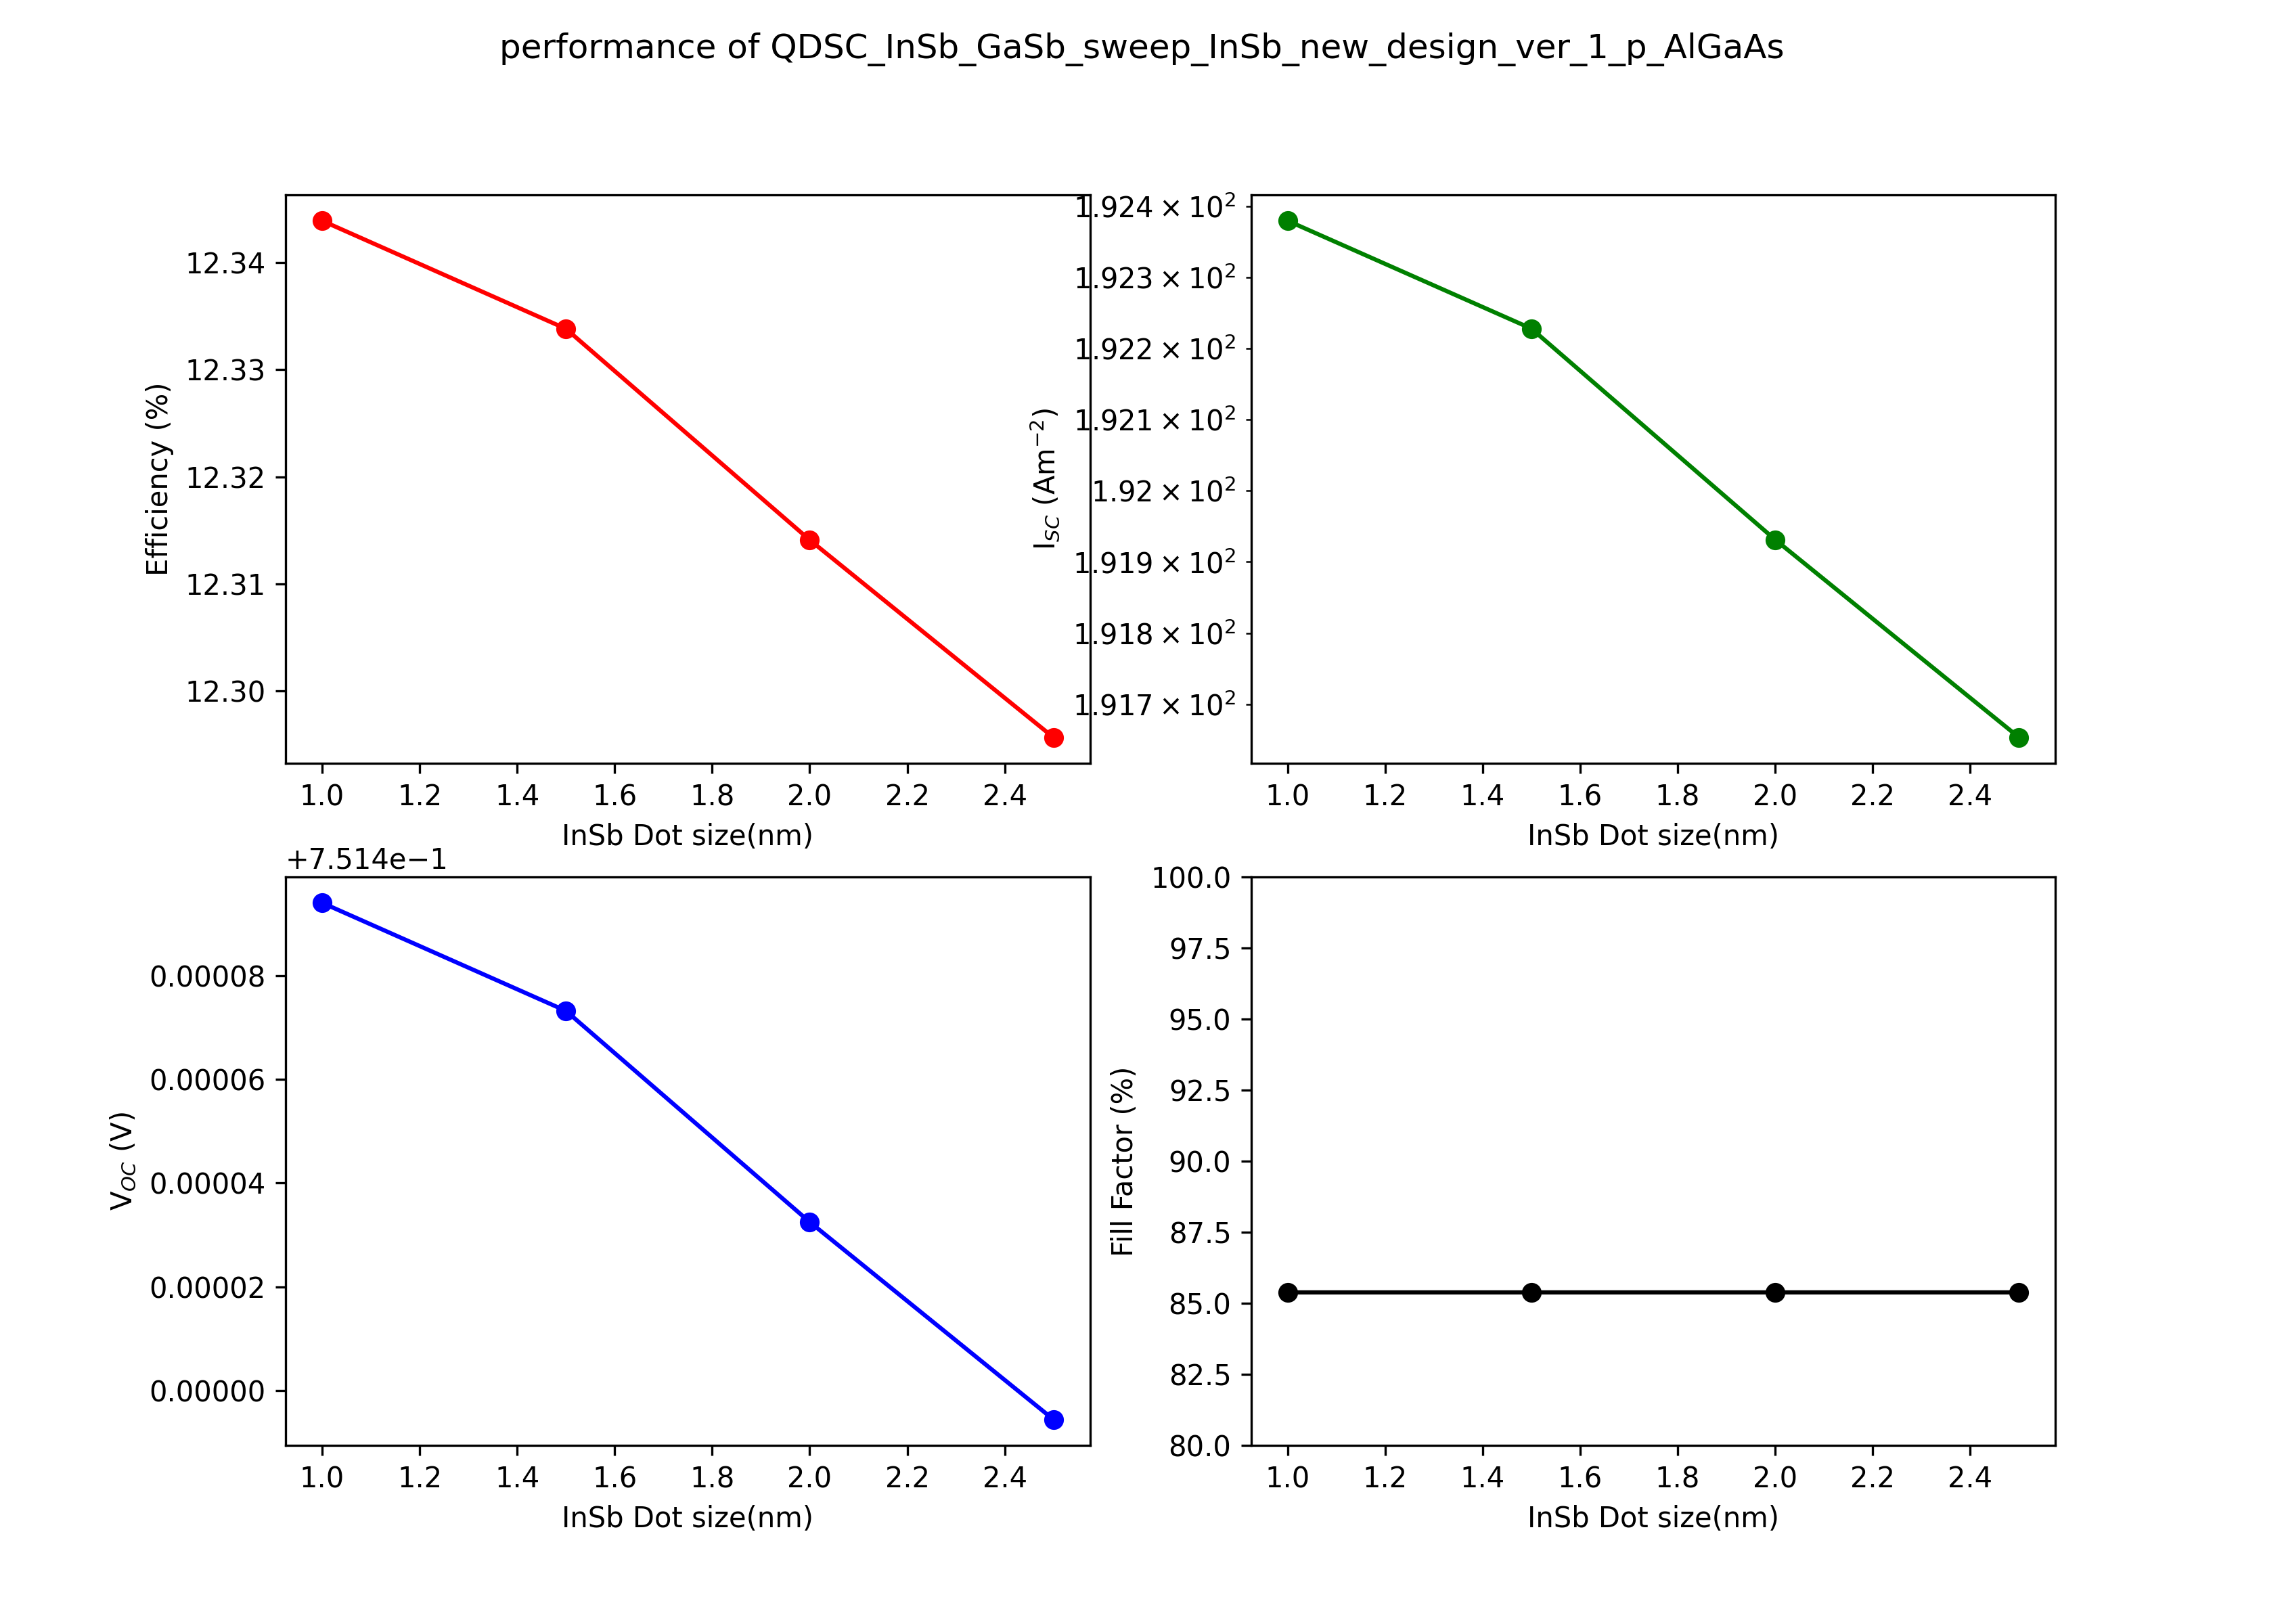 performance of QDSC_InSb_GaSb_sweep_InSb_new_design_ver_1_p_AlGaAs
Efficiency (%)
12.34
12.33
12.32
12.31
12.30
1.0 1.2 1.4 1.6 1.8 2.0 2.2 2.4
InSb Dot size(nm)
I_SC (Am⁻²)
1.924 × 10²
1.923 × 10²
1.922 × 10²
1.921 × 10²
1.92 × 10²
1.919 × 10²
1.918 × 10²
1.917 × 10²
1.0 1.2 1.4 1.6 1.8 2.0 2.2 2.4
InSb Dot size(nm)
+7.514e−1
V_OC (V)
0.00008
0.00006
0.00004
0.00002
0.00000
1.0 1.2 1.4 1.6 1.8 2.0 2.2 2.4
InSb Dot size(nm)
Fill Factor (%)
100.0
97.5
95.0
92.5
90.0
87.5
85.0
82.5
80.0
1.0 1.2 1.4 1.6 1.8 2.0 2.2 2.4
InSb Dot size(nm)